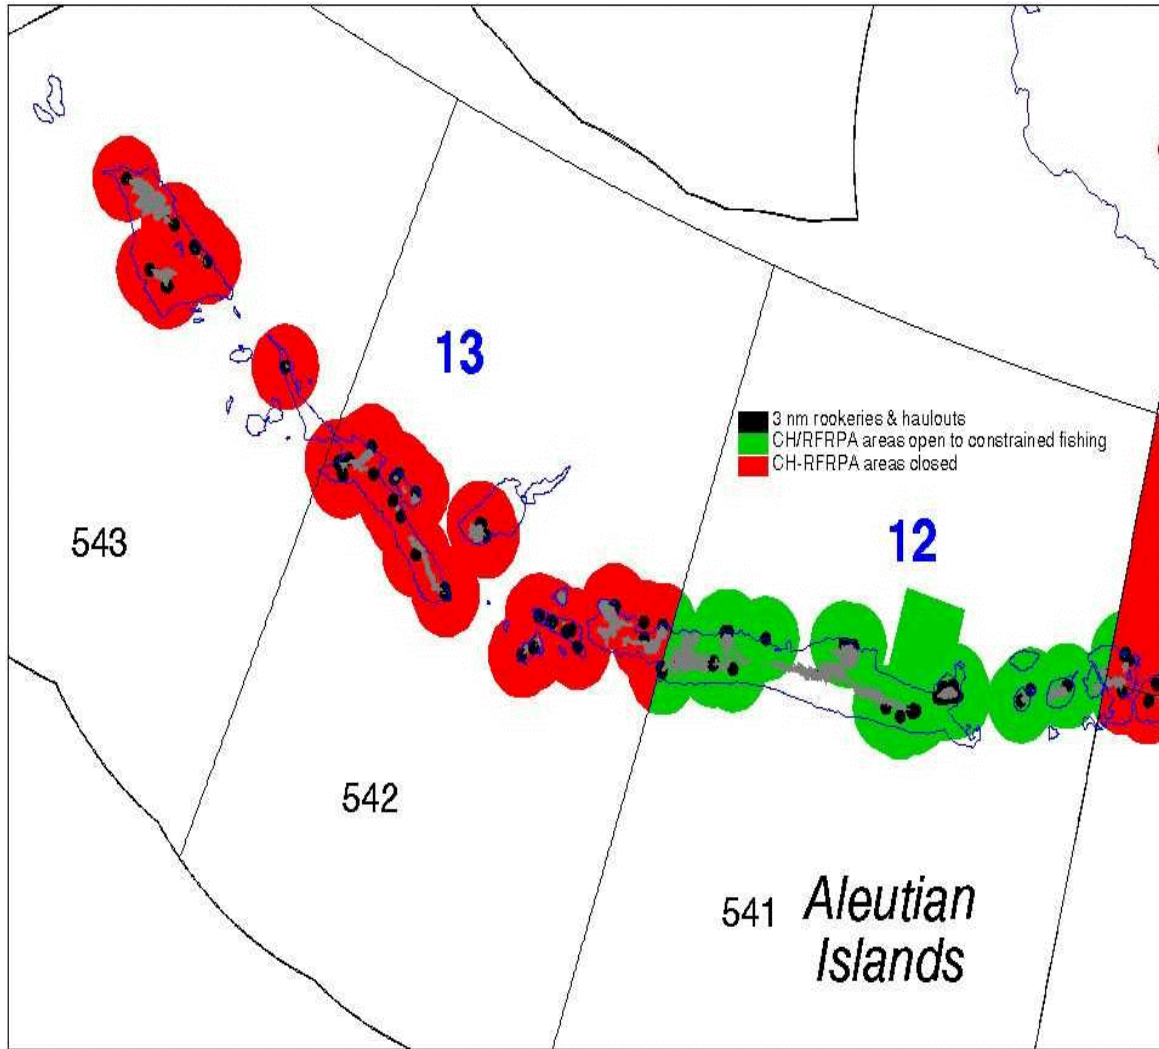 13
3 nm rookeries & haulouts
CH/RFRPA areas open to constrained fishing
CH-RFRPA areas closed
12
543
542
541
Aleutian
Islands